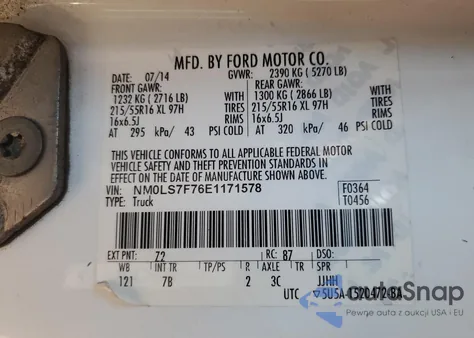 MFD. BY FORD MOTOR CO.
DATE: 07/14 GVWR: 2390 KG ( 5270 LB)
FRONT GAWR: REAR GAWR:
1232 KG ( 2716 LB) WITH 1300 KG ( 2866 LB) WITH
215/55R16 XL 97H TIRES 215/55R16 XL 97H TIRES
16x6.5J RIMS 16x6.5J RIMS
AT 295 kPa/ 43 PSI COLD AT 320 kPa/ 46 PSI COLD
THIS VEHICLE CONFORMS TO ALL APPLICABLE FEDERAL MOTOR
VEHICLE SAFETY AND THEFT PREVENTION STANDARDS IN
EFFECT ON THE DATE OF MANUFACTURE SHOWN ABOVE.
VIN: NM0LS7F76E1171578 F0364
TYPE: Truck T0456
EXT PNT: Z2 RC: 87 DSO:
WB INT TR TP/PS R AXLE TR SPR
121 7B 2 3C JJHH
UTC 5U5A-1520472-BA
autoSnap
Pewne auta z aukcji USA i EU